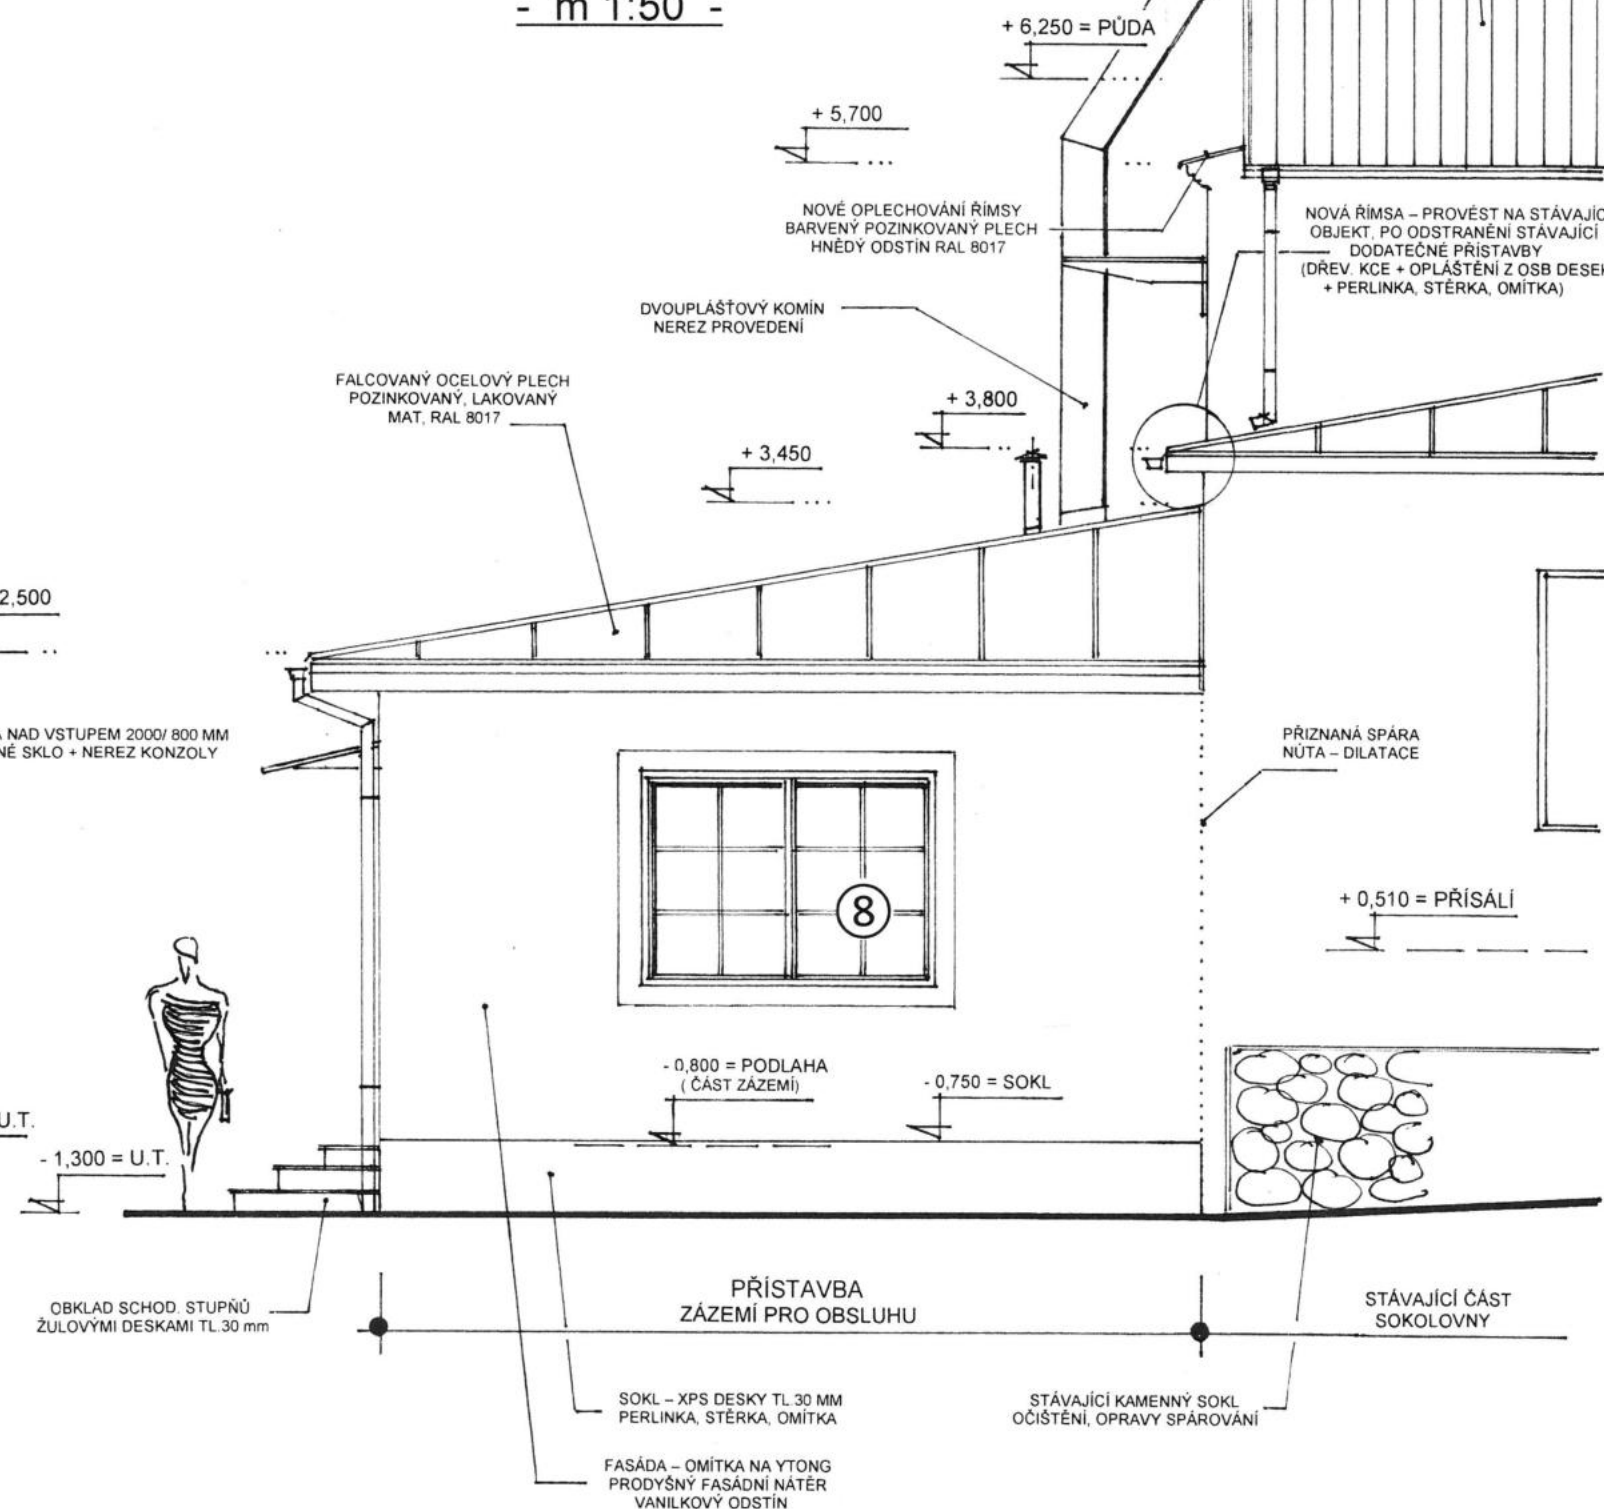 - m 1:50 -
+ 6,250 = PŮDA
+ 5,700
NOVÉ OPLECHOVÁNÍ ŘÍMSY
BARVENÝ POZINKOVANÝ PLECH
HNĚDÝ ODSTÍN RAL 8017
NOVÁ ŘÍMSA – PROVÉST NA STÁVAJÍC
OBJEKT, PO ODSTRANĚNÍ STÁVAJÍCÍ
DODATEČNÉ PŘÍSTAVBY
(DŘEV. KCE + OPLÁŠTĚNÍ Z OSB DESEK
+ PERLINKA, STĚRKA, OMÍTKA)
DVOUPLÁŠŤOVÝ KOMÍN
NEREZ PROVEDENÍ
FALCOVANÝ OCELOVÝ PLECH
POZINKOVANÝ, LAKOVANÝ
MAT, RAL 8017
+ 3,800
+ 3,450
2,500
A NAD VSTUPEM 2000/ 800 MM
NÉ SKLO + NEREZ KONZOLY
PŘIZNANÁ SPÁRA
NÚTA – DILATACE
8
+ 0,510 = PŘÍSÁLÍ
- 0,800 = PODLAHA
( ČÁST ZÁZEMÍ)
- 0,750 = SOKL
U.T.
- 1,300 = U.T.
OBKLAD SCHOD. STUPŇŮ
ŽULOVÝMI DESKAMI TL.30 mm
PŘÍSTAVBA
ZÁZEMÍ PRO OBSLUHU
STÁVAJÍCÍ ČÁST
SOKOLOVNY
SOKL – XPS DESKY TL.30 MM
PERLINKA, STĚRKA, OMÍTKA
STÁVAJÍCÍ KAMENNÝ SOKL
OČIŠTĚNÍ, OPRAVY SPÁROVÁNÍ
FASÁDA – OMÍTKA NA YTONG
PRODYŠNÝ FASÁDNÍ NÁTĚR
VANILKOVÝ ODSTÍN